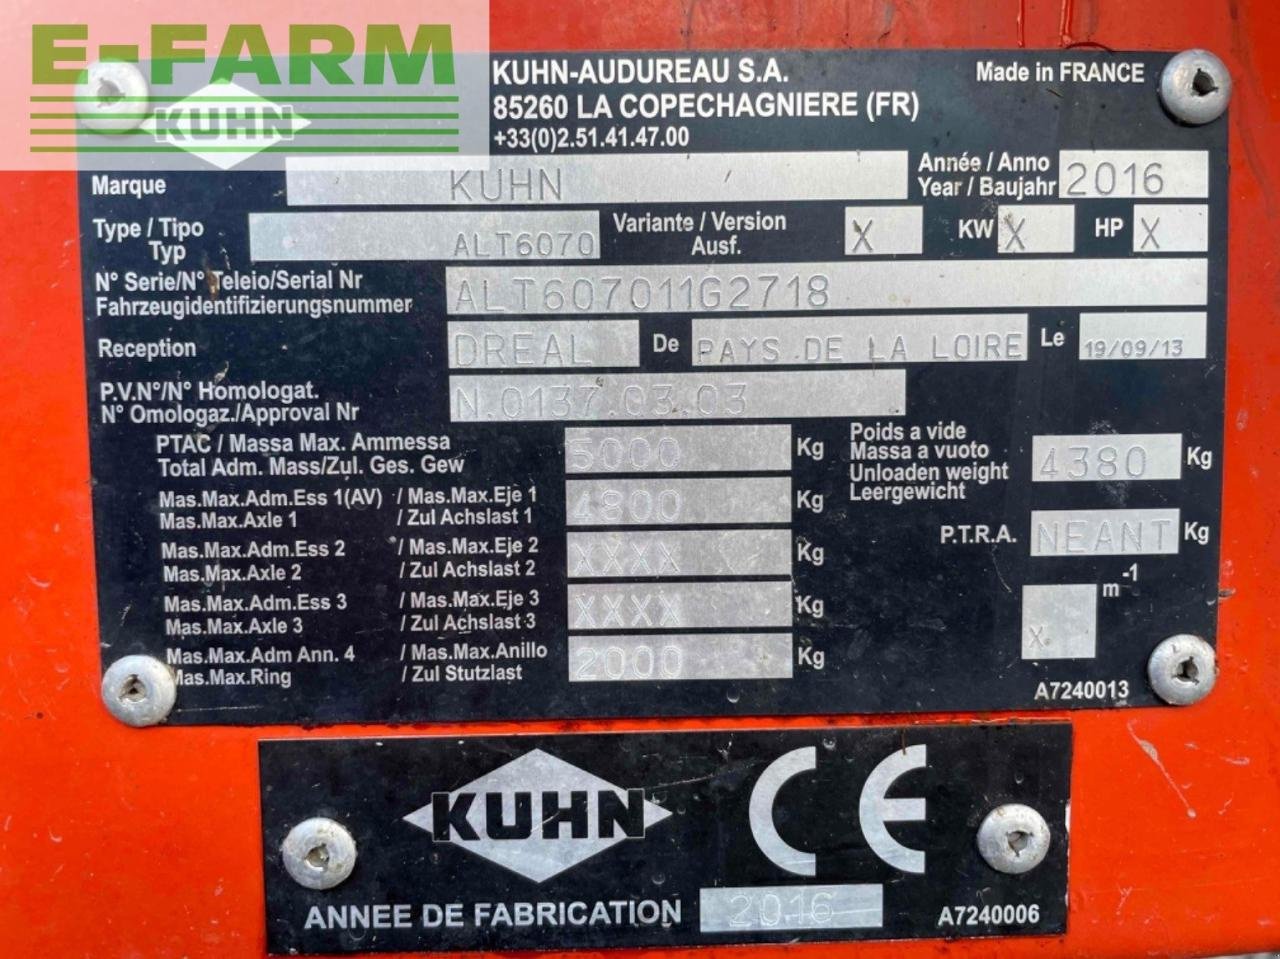 E-FARM
KUHN
KUHN-AUDUREAU S.A.
85260 LA COPECHAGNIERE (FR)
+33(0)2.51.41.47.00
Made in FRANCE
Marque KUHN
Année / Anno
Year / Baujahr 2016
Type / Tipo
Typ ALT6070
Variante / Version
Ausf. X KW X HP X
N° Serie/N° Teleio/Serial Nr
Fahrzeugidentifizierungsnummer ALT607011G2718
Reception DREAL De PAYS DE LA LOIRE Le 19/09/13
P.V.N°/N° Homologat.
N° Omologaz./Approval Nr N.0137.03.03
PTAC / Massa Max. Ammessa
Total Adm. Mass/Zul. Ges. Gew 5000 Kg
Poids a vide
Massa a vuoto
Unloaden weight
Leergewicht 4380 Kg
Mas.Max.Adm.Ess 1(AV) / Mas.Max.Eje 1
Mas.Max.Axle 1 / Zul Achslast 1 4800 Kg
P.T.R.A. NEANT Kg
Mas.Max.Adm.Ess 2 / Mas.Max.Eje 2
Mas.Max.Axle 2 / Zul Achslast 2 XXXX Kg
Mas.Max.Adm.Ess 3 / Mas.Max.Eje 3
Mas.Max.Axle 3 / Zul Achslast 3 XXXX Kg
X m-1
Mas.Max.Adm Ann. 4 / Mas.Max.Anillo
Mas.Max.Ring / Zul Stutzlast 2000 Kg
A7240013
KUHN CE
ANNEE DE FABRICATION 2016 A7240006